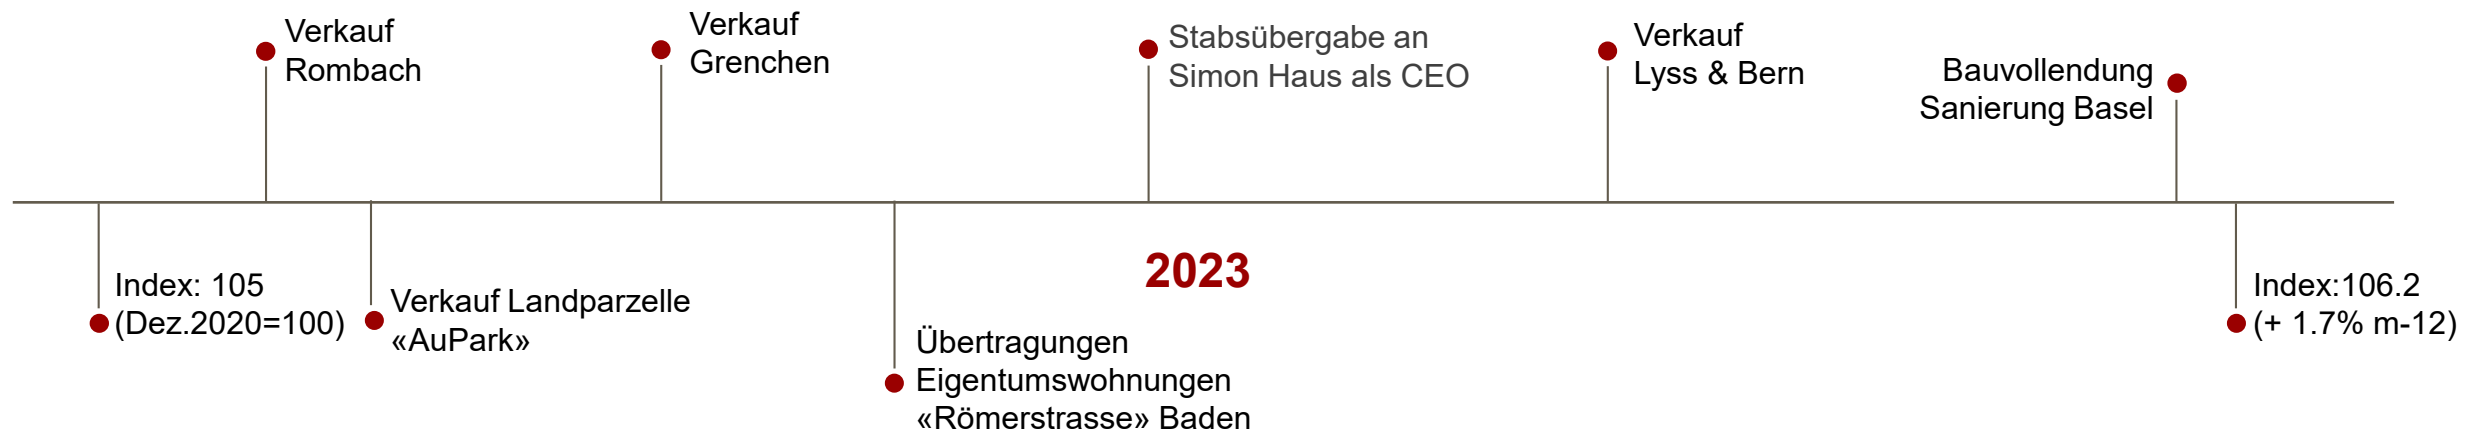 Verkauf
Rombach
Verkauf
Grenchen
Stabsübergabe an
Simon Haus als CEO
Verkauf
Lyss & Bern
Bauvollendung
Sanierung Basel
Index: 105
(Dez.2020=100)
Verkauf Landparzelle
«AuPark»
Übertragungen
Eigentumswohnungen
«Römerstrasse» Baden
2023
Index:106.2
(+ 1.7% m-12)